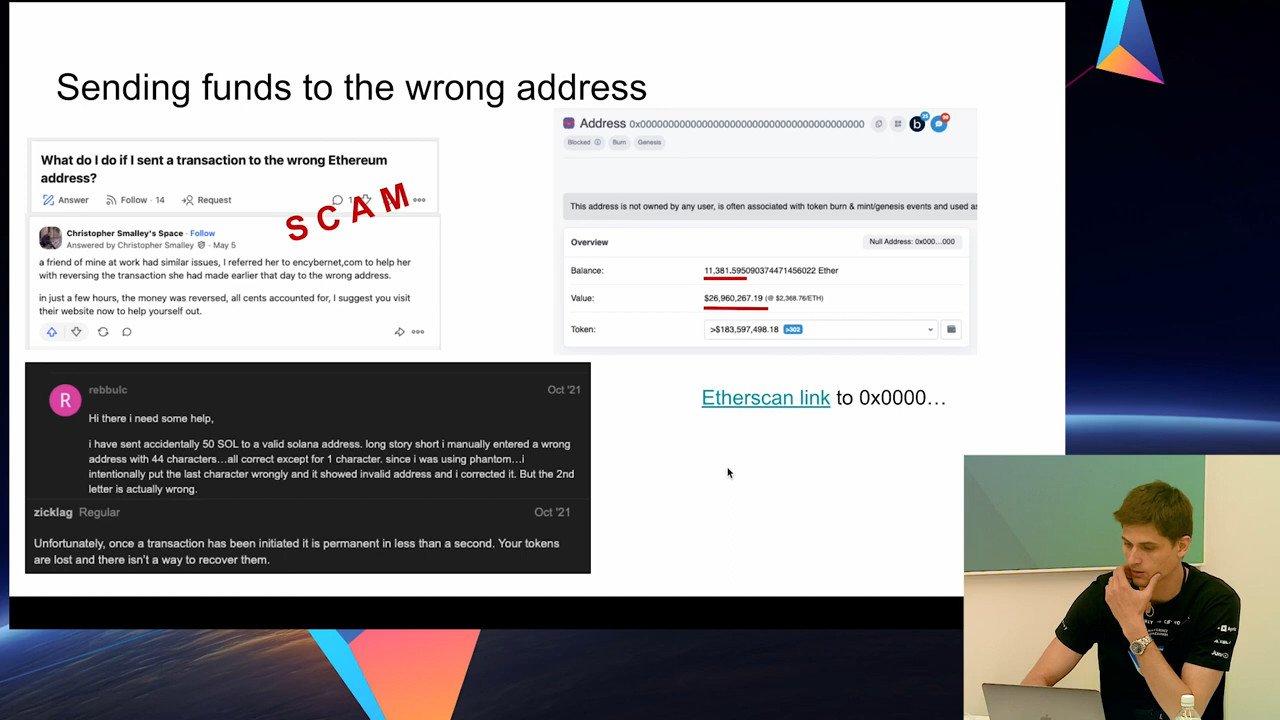 Sending funds to the wrong address
What do I do if I sent a transaction to the wrong Ethereum
address?
Answer
Follow · 14
Request
SCAM
Christopher Smalley's Space · Follow
Answered by Christopher Smalley · May 5
a friend of mine at work had similar issues, I referred her to encybernet,com to help her
with reversing the transaction she had made earlier that day to the wrong address.
in just a few hours, the money was reversed, all cents accounted for, I suggest you visit
their website now to help yourself out.
R
rebbulc
Oct '21
Hi there i need some help,
i have sent accidentally 50 SOL to a valid solana address. long story short i manually entered a wrong
address with 44 characters…all correct except for 1 character. since i was using phantom…i
intentionally put the last character wrongly and it showed invalid address and i corrected it. But the 2nd
letter is actually wrong.
zicklag Regular
Oct '21
Unfortunately, once a transaction has been initiated it is permanent in less than a second. Your tokens
are lost and there isn't a way to recover them.
Address 0x0000000000000000000000000000000000000000
Blocked
Burn
Genesis
This address is not owned by any user, is often associated with token burn & mint/genesis events and used as
Overview
Null Address: 0x000...000
Balance:
11,381.595090374471456022 Ether
Value:
$26,960,267.19 (@ $2,368.76/ETH)
Token:
>$183,597,498.18 >302
Etherscan link to 0x0000…